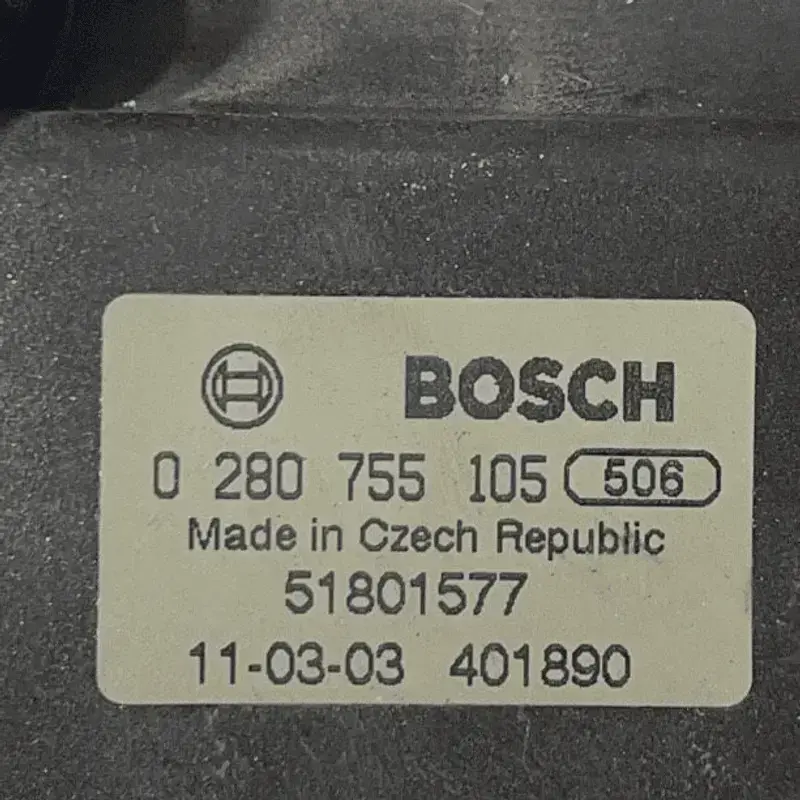 BOSCH
0 280 755 105 506
Made in Czech Republic
51801577
11-03-03 401890